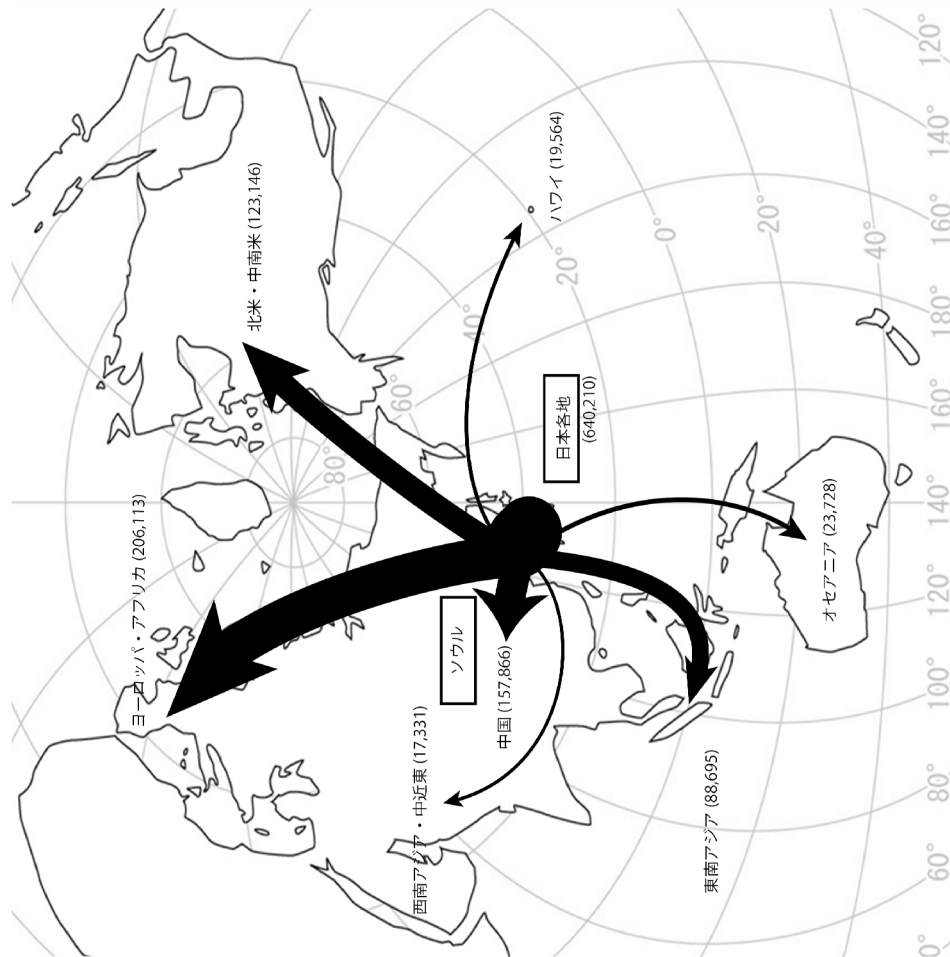 ヨーロッパ・アフリカ (206,113)
北米・中南米 (123,146)
西南アジア・中近東 (17,331)
ソウル
中国 (157,866)
ハワイ (19,564)
日本各地
(640,210)
東南アジア (88,695)
オセアニア (23,728)
80°
60°
40°
20°
0°
20°
40°
60°
80°
100°
120°
140°
160°
180°
160°
140°
120°